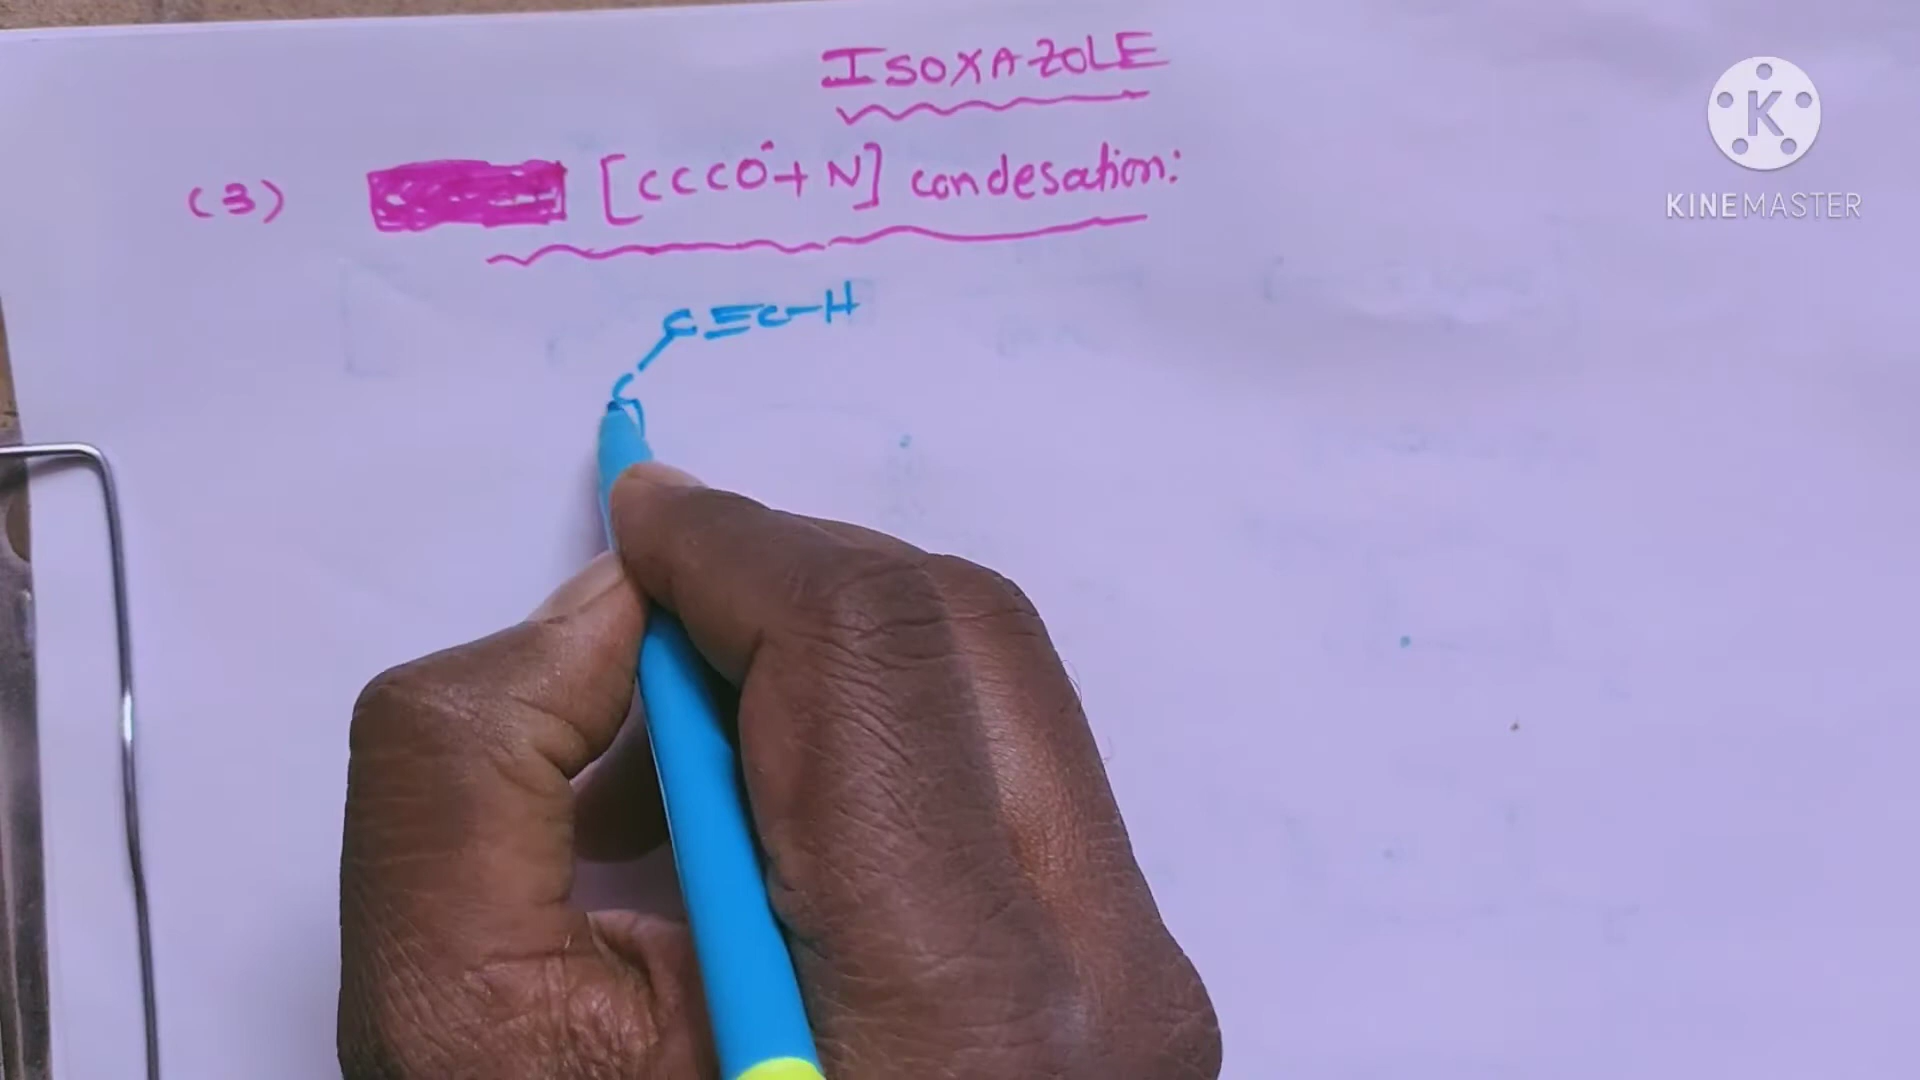 ISOXAZOLE
(3) [CCCO+N] condesation:
C≡C-H
C
K
KINEMASTER